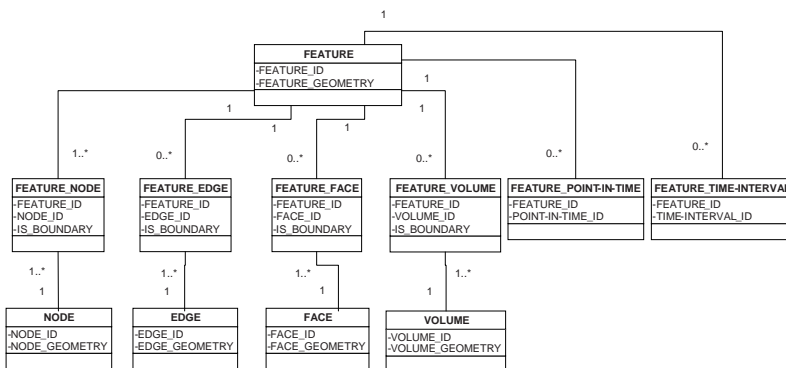 1
FEATURE
-FEATURE_ID
-FEATURE_GEOMETRY
1
1
1
1
1
1..*
0..*
0..*
0..*
0..*
0..*
FEATURE_NODE
-FEATURE_ID
-NODE_ID
-IS_BOUNDARY
FEATURE_EDGE
-FEATURE_ID
-EDGE_ID
-IS_BOUNDARY
FEATURE_FACE
-FEATURE_ID
-FACE_ID
-IS_BOUNDARY
FEATURE_VOLUME
-FEATURE_ID
-VOLUME_ID
-IS_BOUNDARY
FEATURE_POINT-IN-TIME
-FEATURE_ID
-POINT-IN-TIME_ID
FEATURE_TIME-INTERVAL
-FEATURE_ID
-TIME-INTERVAL_ID
1..*
1..*
1..*
1..*
1
1
1
1
NODE
-NODE_ID
-NODE_GEOMETRY
EDGE
-EDGE_ID
-EDGE_GEOMETRY
FACE
-FACE_ID
-FACE_GEOMETRY
VOLUME
-VOLUME_ID
-VOLUME_GEOMETRY